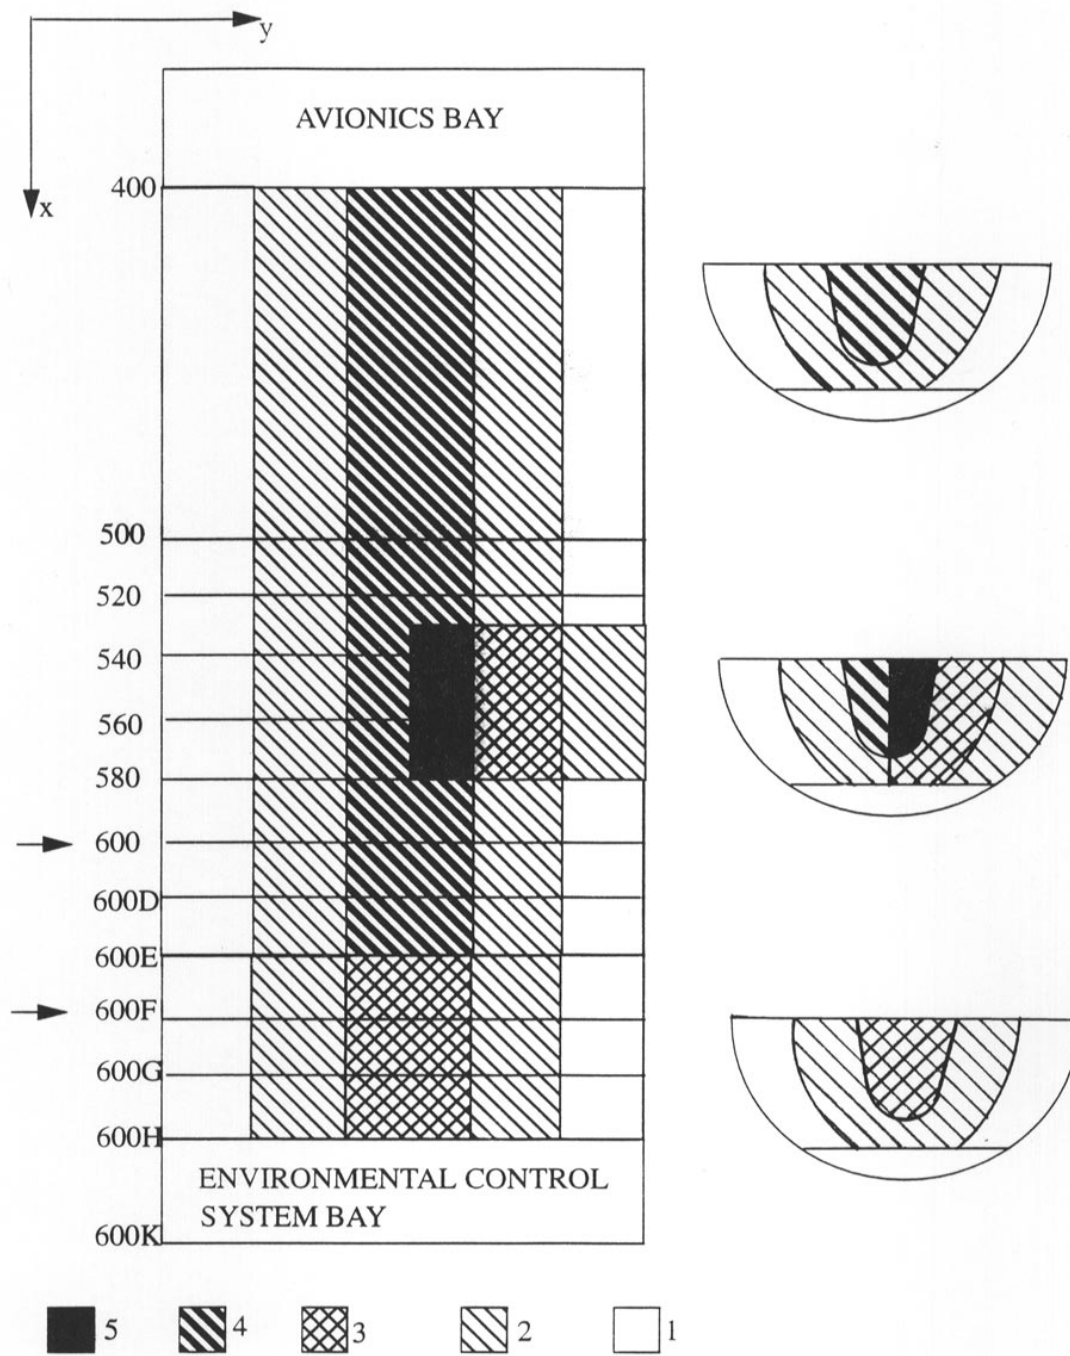 y
AVIONICS BAY
400
x
500
520
540
560
580
600
600D
600E
600F
600G
600H
ENVIRONMENTAL CONTROL
SYSTEM BAY
600K
5 4 3 2 1